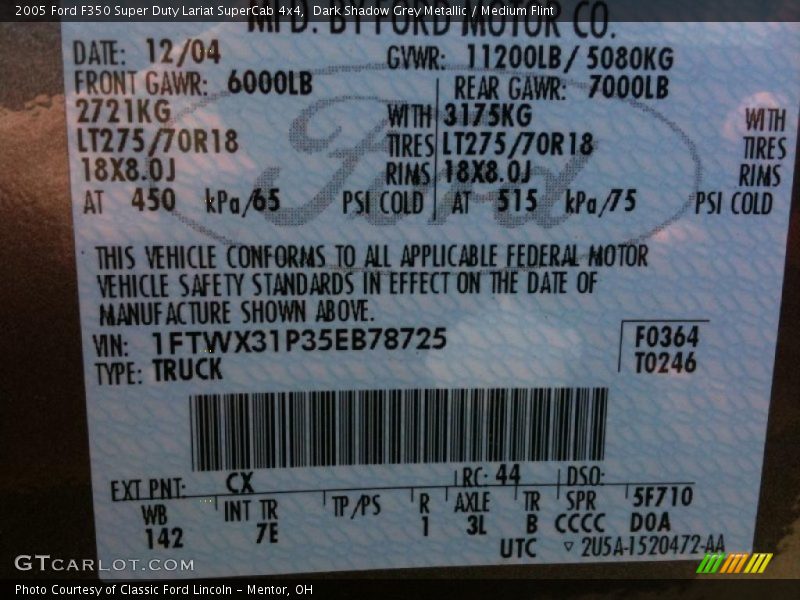 2005 Ford F350 Super Duty Lariat SuperCab 4x4,  Dark Shadow Grey Metallic / Medium Flint
MFD. BY FORD MOTOR CO.
DATE: 12/04 GVWR: 11200LB/ 5080KG
FRONT GAWR: 6000LB REAR GAWR: 7000LB
2721KG WITH 3175KG WITH
LT275/70R18 TIRES LT275/70R18 TIRES
18X8.0J RIMS 18X8.0J RIMS
AT 450 kPa/65 PSI COLD AT 515 kPa/75 PSI COLD
Ford
THIS VEHICLE CONFORMS TO ALL APPLICABLE FEDERAL MOTOR
VEHICLE SAFETY STANDARDS IN EFFECT ON THE DATE OF
MANUFACTURE SHOWN ABOVE.
VIN: 1FTWX31P35EB78725 F0364
TYPE: TRUCK T0246
EXT PNT: CX RC: 44 DSO:
WB INT TR TP/PS R AXLE TR SPR 5F710
142 7E 1 3L B CCCC D0A
UTC ▽ 2U5A-1520472-AA
GTCARLOT.COM
Photo Courtesy of Classic Ford Lincoln - Mentor, OH